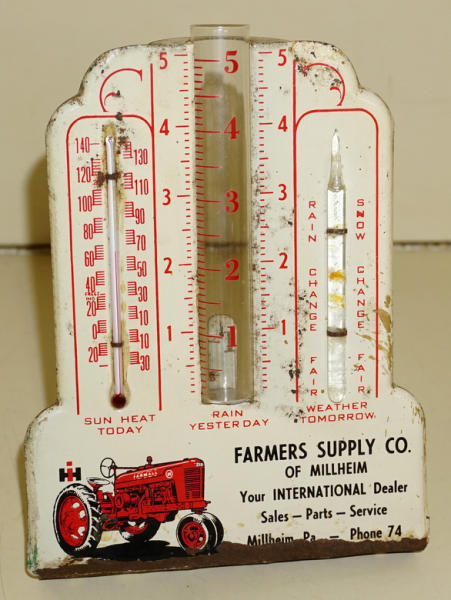 5 5 5
4 4 4
3 3 3
2 2 2
1 1 1
140
120
100
80
60
40
20
0
20
130
110
90
70
50
30
10
10
30
RAIN
CHANGE
FAIR
SNOW
CHANGE
FAIR
SUN HEAT
TODAY
RAIN
YESTERDAY
WEATHER
TOMORROW
IH
FARMALL
FARMERS SUPPLY CO.
OF MILLHEIM
Your INTERNATIONAL Dealer
Sales — Parts — Service
Millheim, Pa. — Phone 74